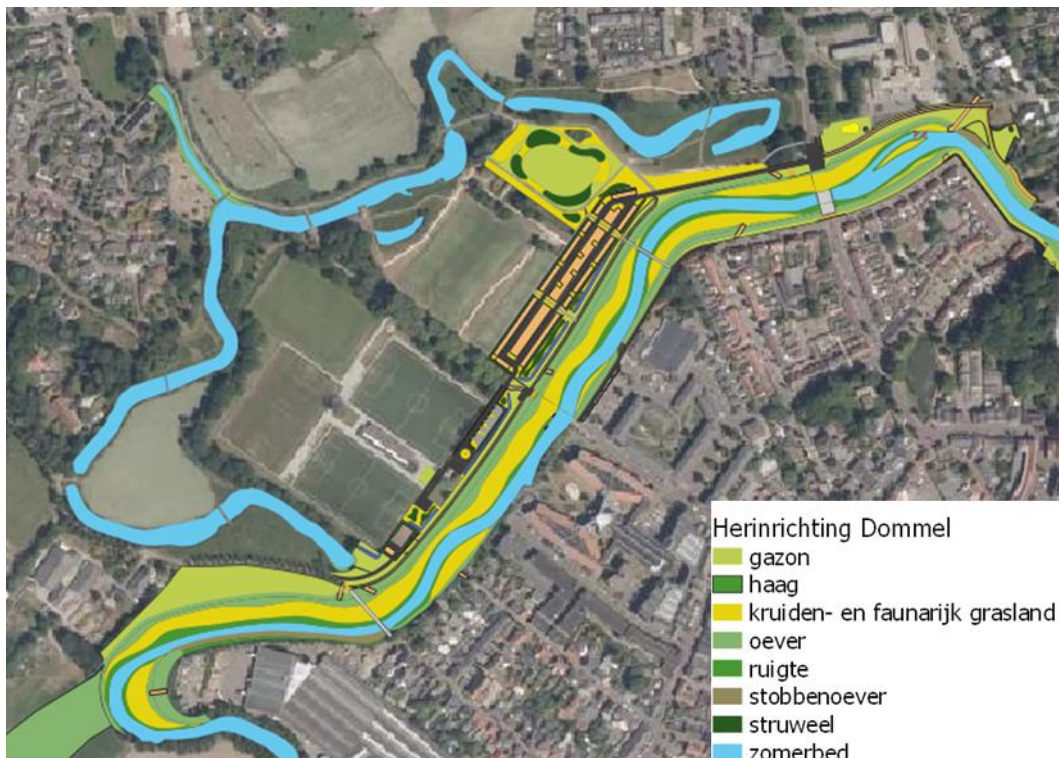 Herinrichting Dommel
gazon
haag
kruiden- en faunarijk grasland
oever
ruigte
stobbenoever
struweel
zomerbed